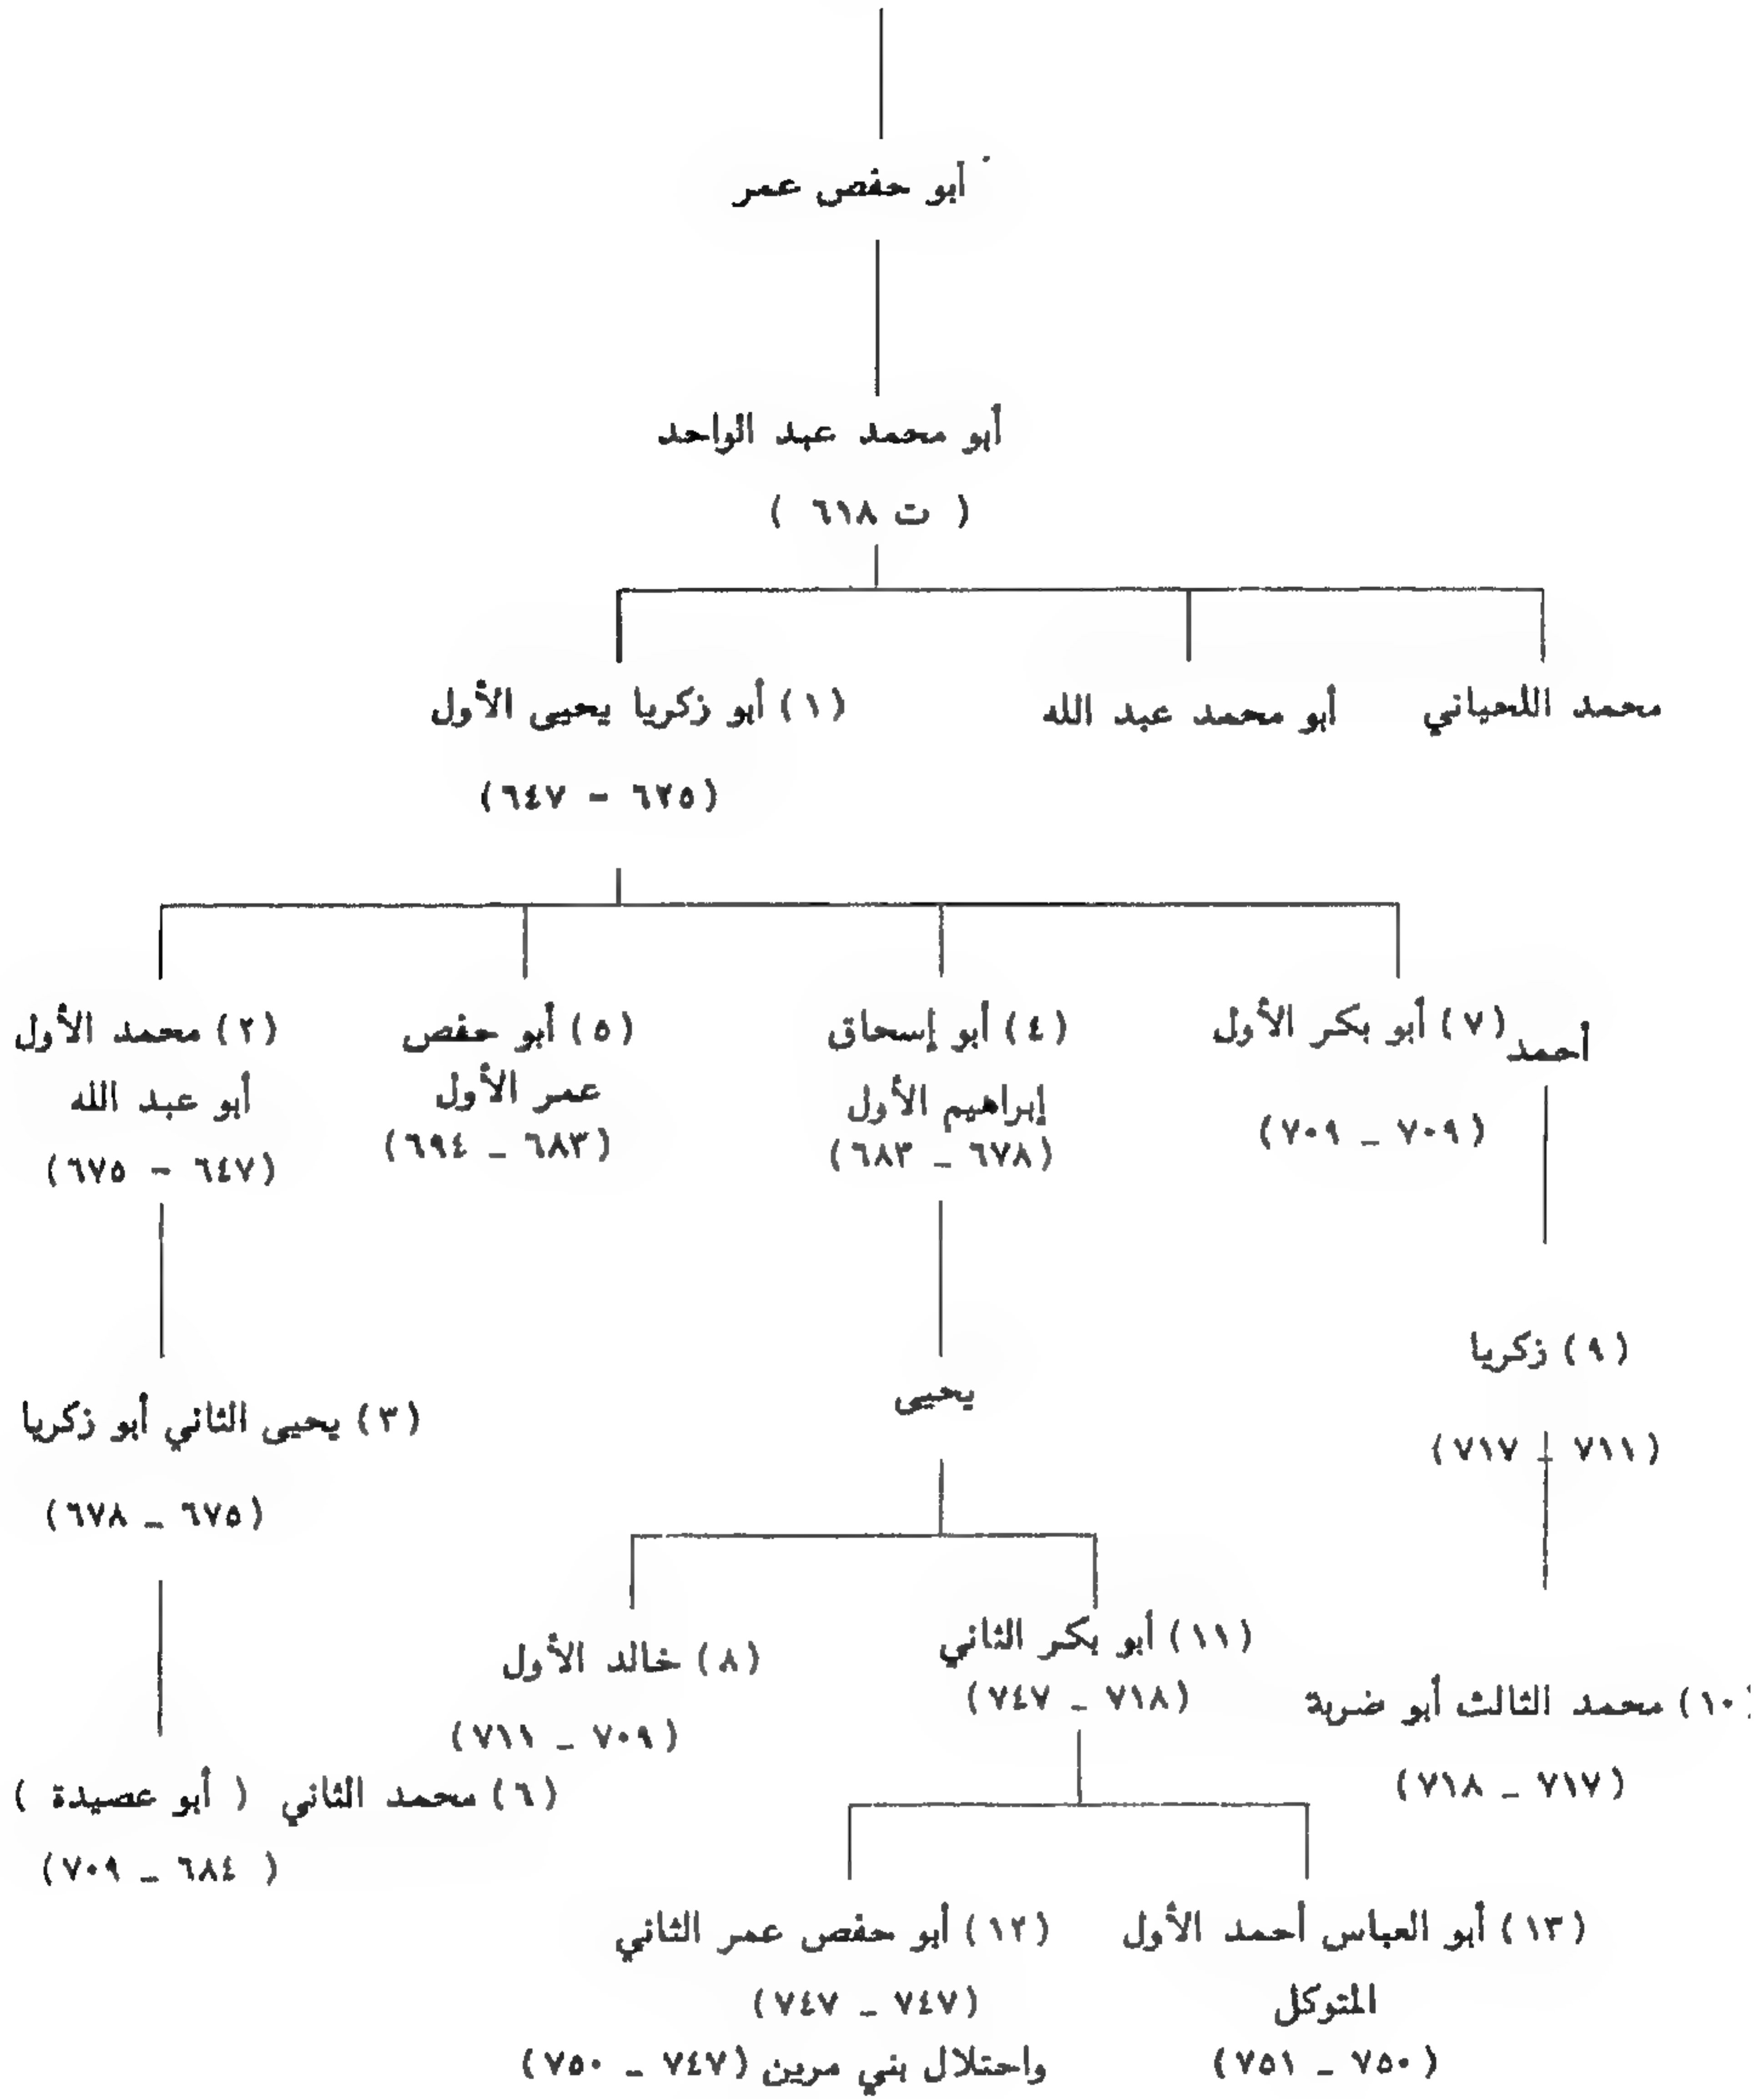 أبو حفص عمر
أبو محمد عبد الواحد
( ت ٦١٨ )
محمد اللحياني
أبو محمد عبد الله
(١) أبو زكريا يحيى الأول
(٦٢٥ - ٦٤٧)
أحمد
(٧) أبو بكر الأول
(٧٠٩ - ٧٠٩)
(٤) أبو إسحاق
إبراهيم الأول
(٦٧٨ - ٦٨٣)
(٥) أبو حفص
عمر الأول
(٦٨٣ - ٦٩٤)
(٢) محمد الأول
أبو عبد الله
(٦٤٧ - ٦٧٥)
(٩) زكريا
(٧١١ - ٧١٧)
يحيى
(٣) يحيى الثاني أبو زكريا
(٦٧٥ - ٦٧٨)
(١٠) محمد الثالث أبو ضربة
(٧١٧ - ٧١٨)
(١١) أبو بكر الثاني
(٧١٨ - ٧٤٧)
(٨) خالد الأول
(٧٠٩ - ٧١١)
(٦) محمد الثاني ( أبو عصيدة )
( ٦٨٤ - ٧٠٩)
(١٣) أبو العباس أحمد الأول
المتوكل
(٧٥٠ - ٧٥١)
(١٢) أبو حفص عمر الثاني
(٧٤٧ - ٧٤٧)
واحتلال بني مرين (٧٤٧ - ٧٥٠)